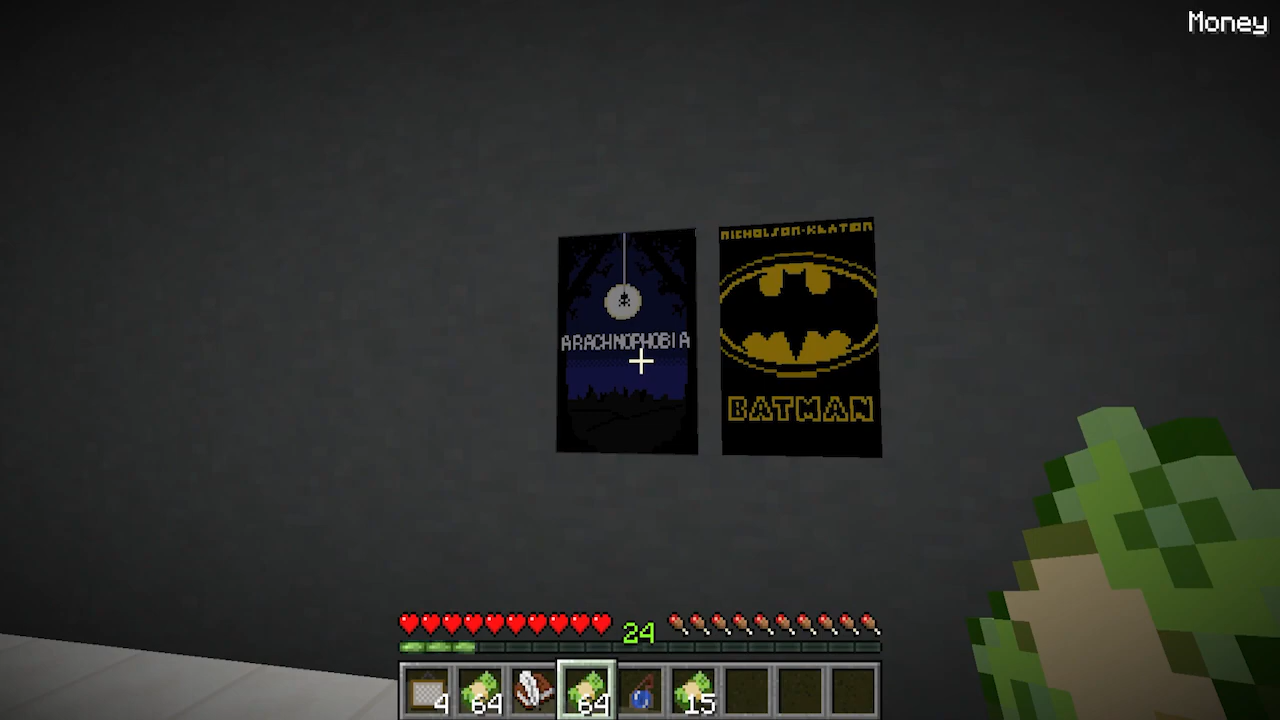 Money
NICHOLSON-KEATON
ARACHNOPHOBIA
BATMAN
24
4
64
64
15